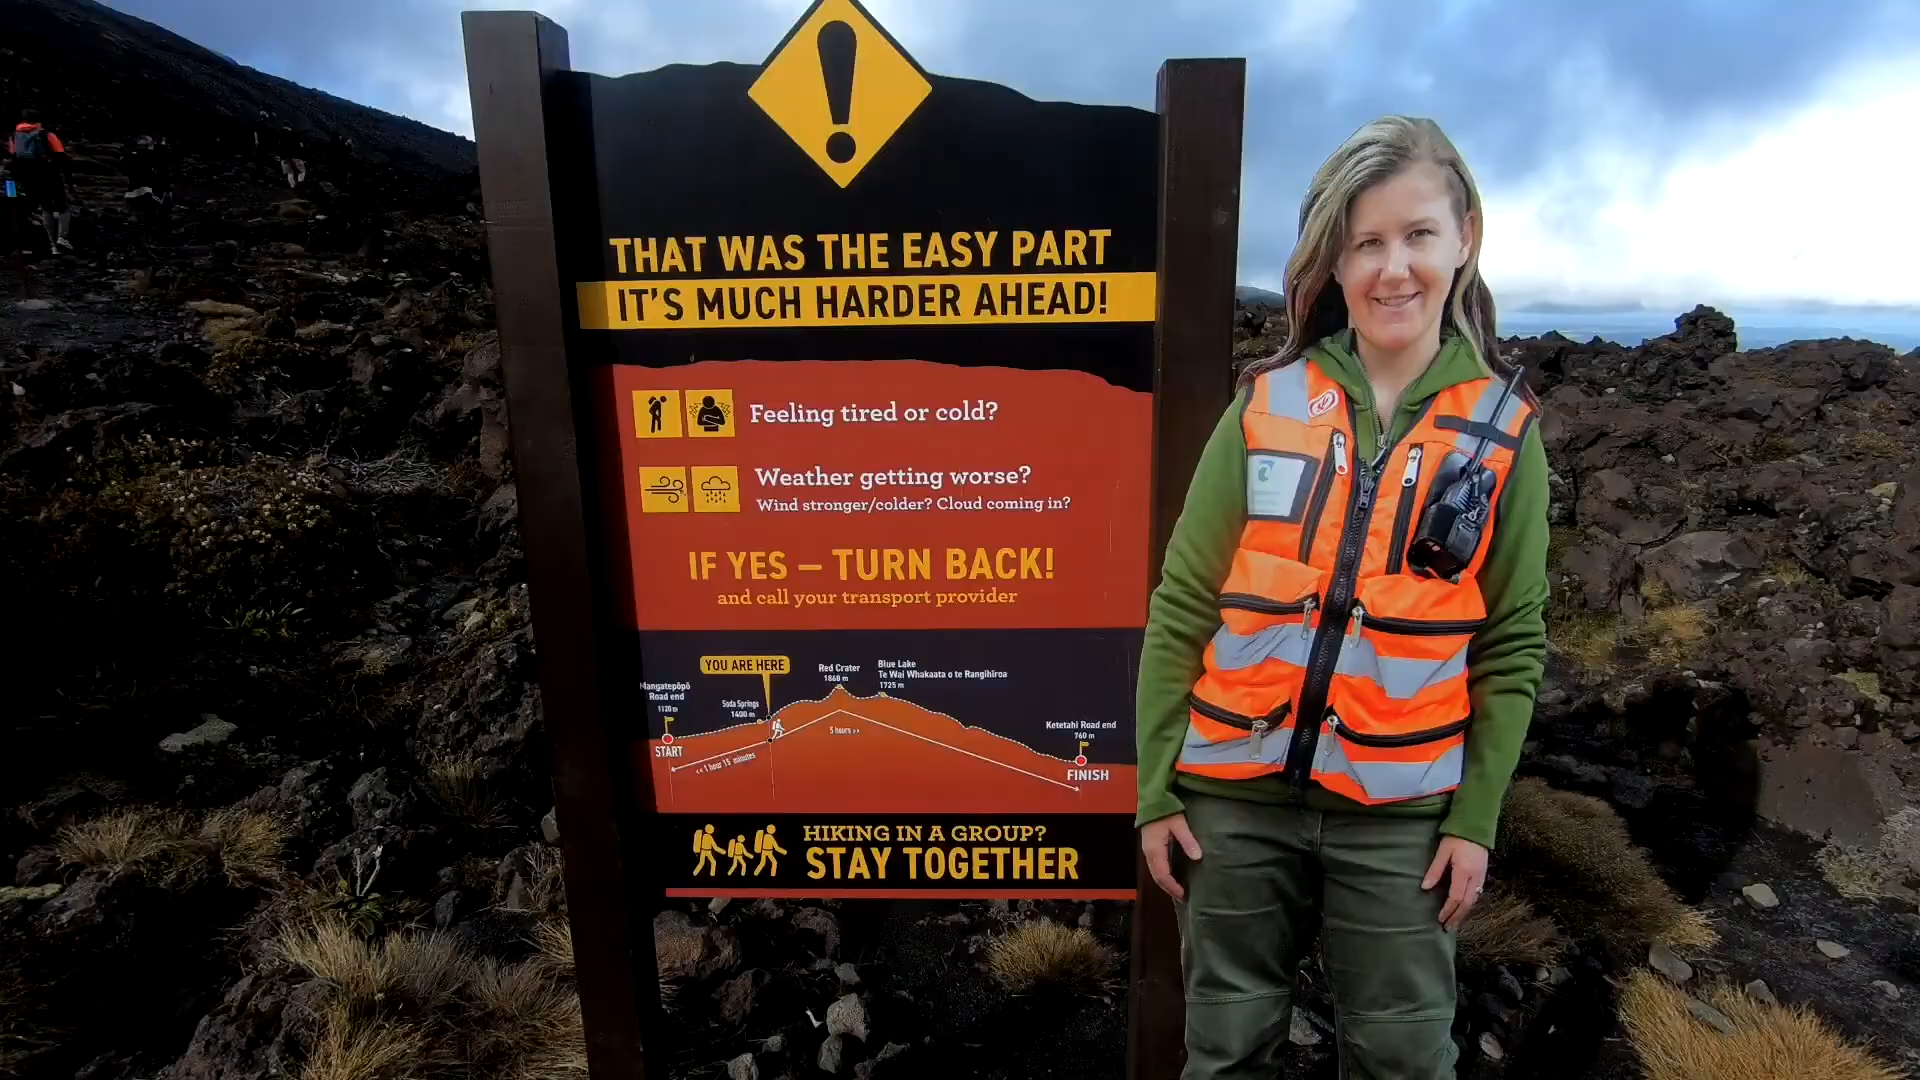 THAT WAS THE EASY PART
IT'S MUCH HARDER AHEAD!
Feeling tired or cold?
Weather getting worse?
Wind stronger/colder? Cloud coming in?
IF YES – TURN BACK!
and call your transport provider
YOU ARE HERE
Mangatepōpō
Road end
1120 m
START
Soda Springs
1400 m
Red Crater
1868 m
Blue Lake
Te Wai Whakaata o te Rangihiroa
1725 m
Ketetahi Road end
760 m
FINISH
<< 1 hour 15 minutes
5 hours >>
HIKING IN A GROUP?
STAY TOGETHER